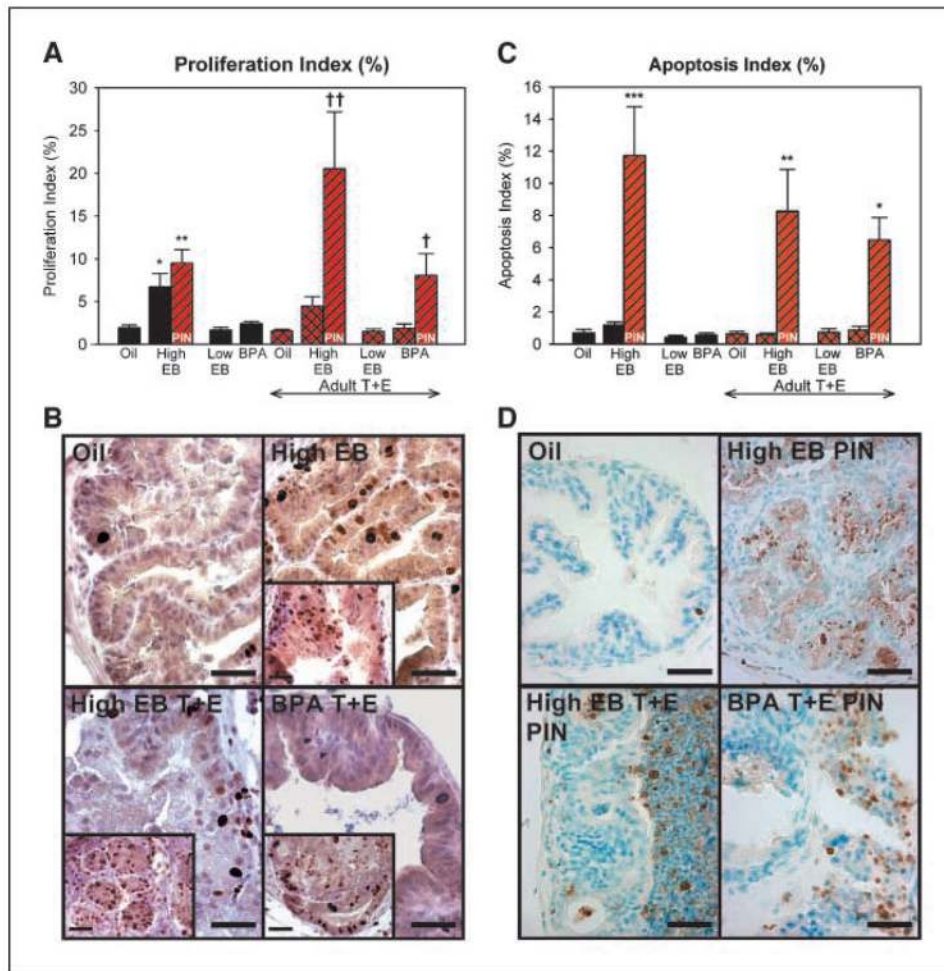 A
Proliferation Index (%)
30
25
20
15
10
5
0
Proliferation Index (%)
*
**
††
†
PIN
PIN
PIN
Oil
High
EB
Low
EB
BPA
Oil
High
EB
Low
EB
BPA
Adult T+E
C
Apoptosis Index (%)
16
14
12
10
8
6
4
2
0
Apoptosis Index (%)
***
**
*
PIN
PIN
PIN
Oil
High
EB
Low
EB
BPA
Oil
High
EB
Low
EB
BPA
Adult T+E
B
Oil
High EB
High EB T+E
BPA T+E
D
Oil
High EB PIN
High EB T+E
PIN
BPA T+E PIN